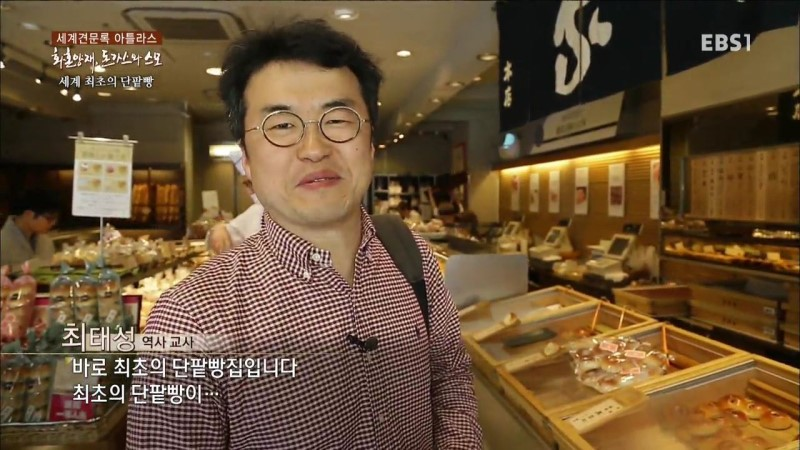 세계견문록 아틀라스
화혼양재, 돈가스와 스모
세계 최초의 단팥빵
EBS1
최태성 역사 교사
바로 최초의 단팥빵집입니다
최초의 단팥빵이…